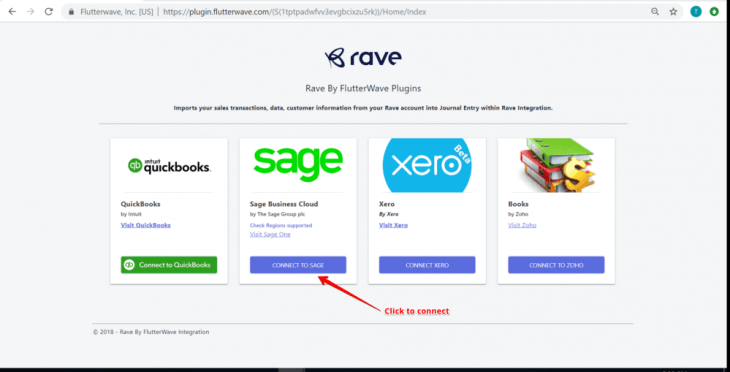 Flutterwave, Inc. [US] | https://plugin.flutterwave.com/(S(1tptpadwfvv3evgbcixzu5rk))/Home/Index
T
rave
Rave By FlutterWave Plugins
Imports your sales transactions, data, customer information from your Rave account into Journal Entry within Rave Integration.
qb intuit quickbooks.
QuickBooks
by Intuit
Visit QuickBooks
qb Connect to QuickBooks
sage
Sage Business Cloud
by The Sage Group plc
Check Regions supported
Visit Sage One
CONNECT TO SAGE
xero Beta
Xero
By Xero
Visit Xero
CONNECT XERO
Books
by Zoho
Visit Zoho
CONNECT TO ZOHO
Click to connect
© 2018 - Rave By FlutterWave Integration